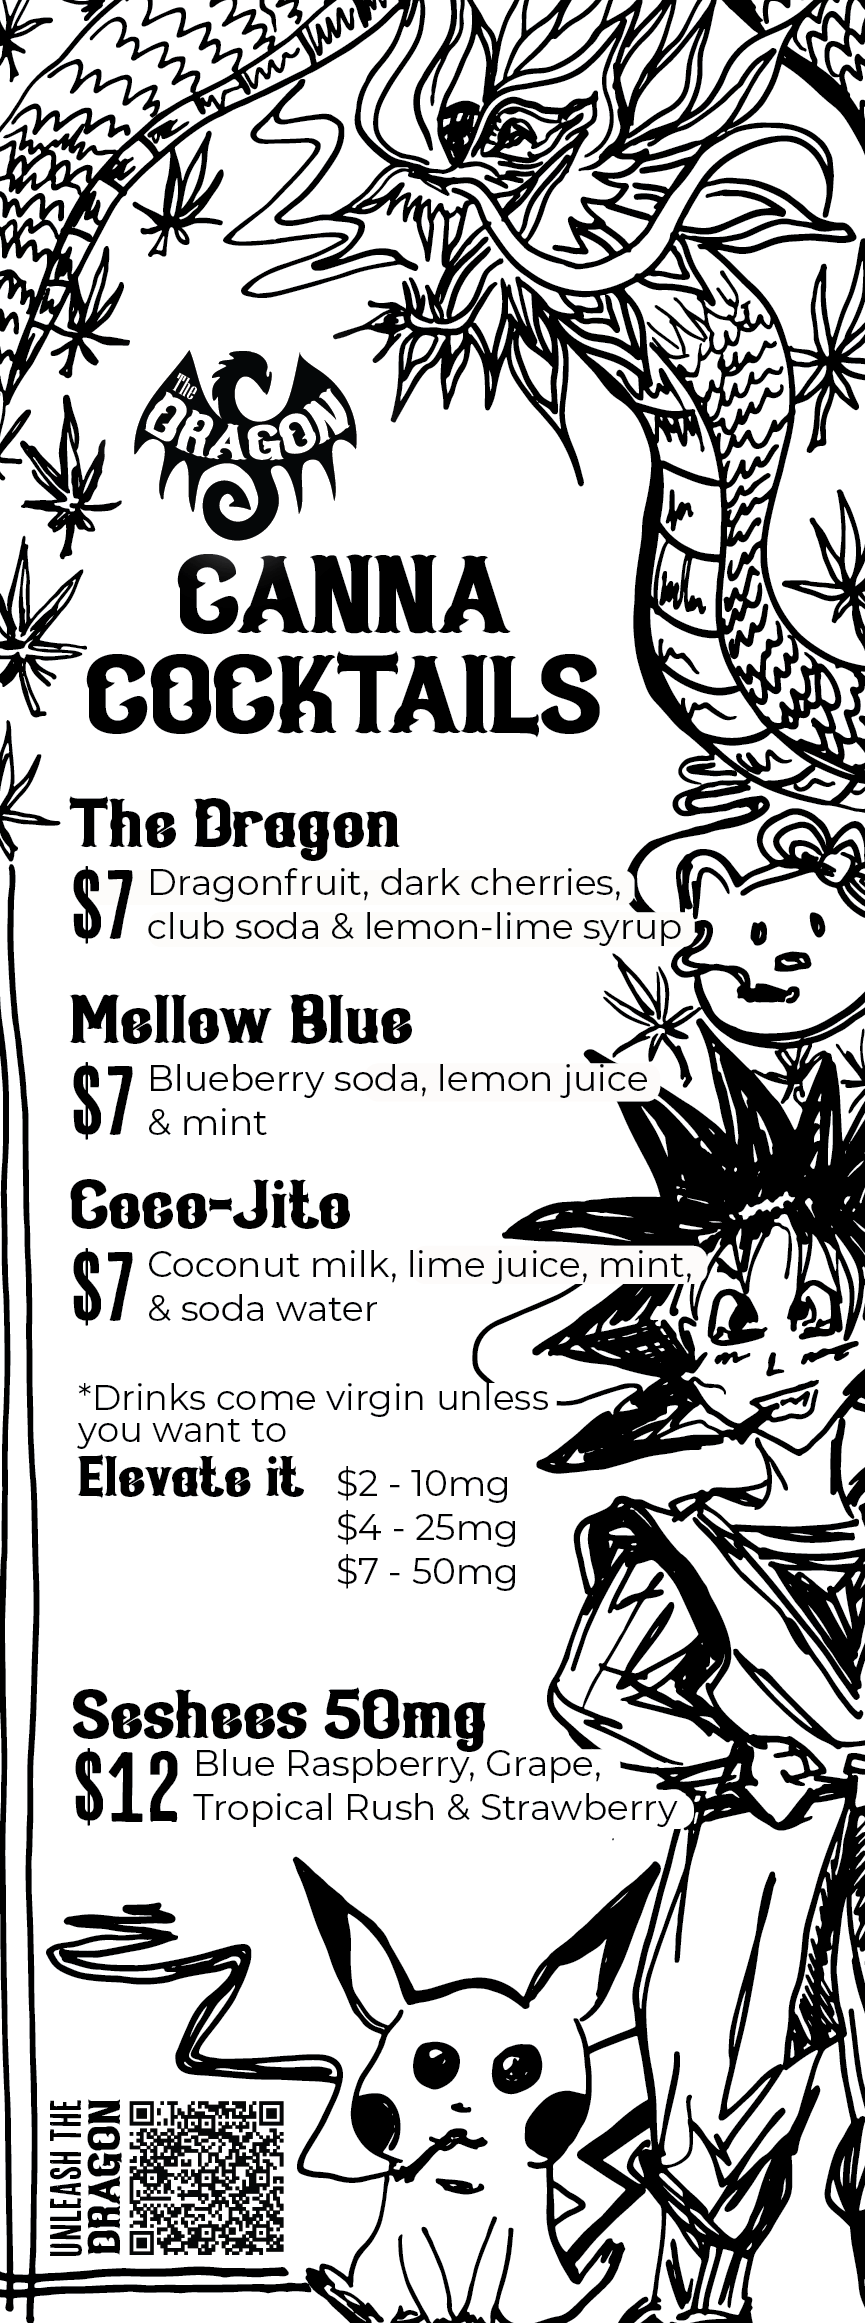 The
DRAGON
CANNA
COCKTAILS
The Dragon
$7 Dragonfruit, dark cherries,
club soda & lemon-lime syrup
Mellow Blue
$7 Blueberry soda, lemon juice
& mint
Coco-Jito
$7 Coconut milk, lime juice, mint,
& soda water
*Drinks come virgin unless
you want to
Elevate it $2 - 10mg
$4 - 25mg
$7 - 50mg
Seshees 50mg
$12 Blue Raspberry, Grape,
Tropical Rush & Strawberry
UNLEASH THE
DRAGON